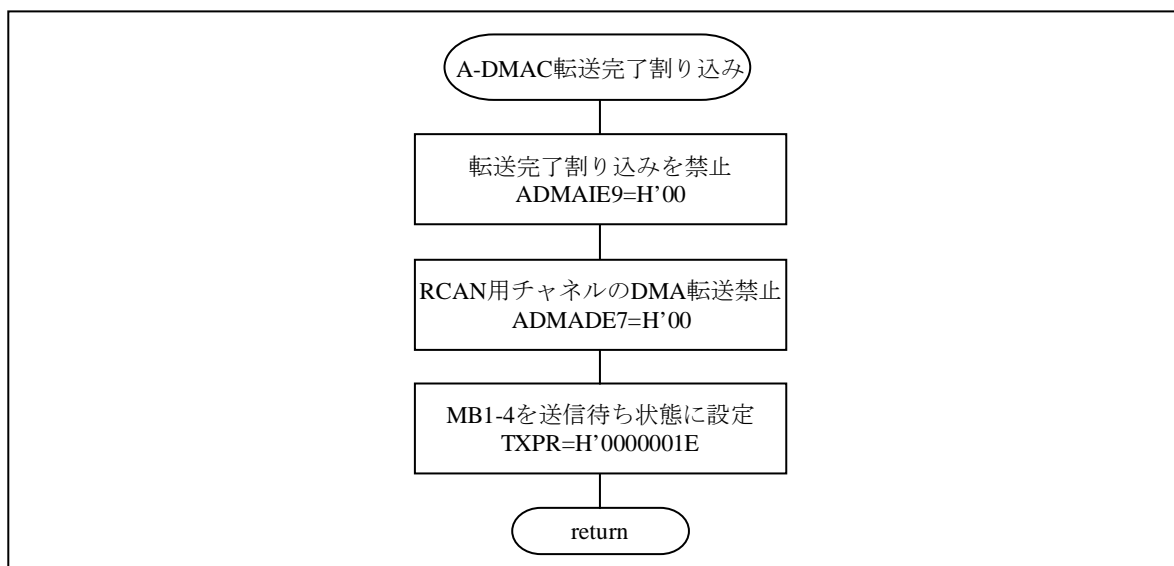 A-DMAC転送完了割り込み
転送完了割り込みを禁止
ADMAIE9=H’00
RCAN用チャネルのDMA転送禁止
ADMADE7=H’00
MB1-4を送信待ち状態に設定
TXPR=H’0000001E
return